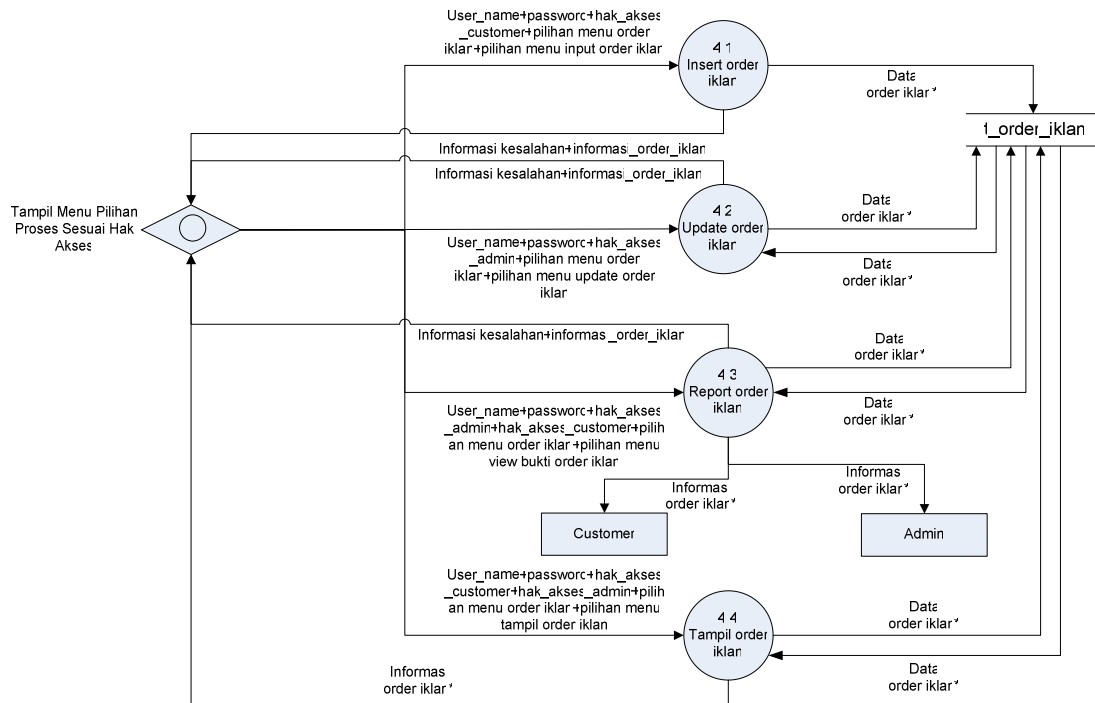 User_name+password+hak_akses
_customer+pilihan menu order
iklan+pilihan menu input order iklan
4.1
Insert order
iklan
Data
order iklan*
t_order_iklan
Informasi kesalahan+informasi_order_iklan
Informasi kesalahan+informasi_order_iklan
Tampil Menu Pilihan
Proses Sesuai Hak
Akses
4.2
Update order
iklan
Data
order iklan*
User_name+password+hak_akses
_admin+pilihan menu order
iklan+pilihan menu update order
iklan
Data
order iklan*
Informasi kesalahan+informasi_order_iklan
Data
order iklan*
4.3
Report order
iklan
User_name+password+hak_akses
_admin+hak_akses_customer+pilih
an menu order iklan+pilihan menu
view bukti order iklan
Data
order iklan*
Informasi
order iklan*
Informasi
order iklan*
Customer
Admin
User_name+password+hak_akses
_customer+hak_akses_admin+pilih
an menu order iklan+pilihan menu
tampil order iklan
4.4
Tampil order
iklan
Data
order iklan*
Informasi
order iklan*
Data
order iklan*